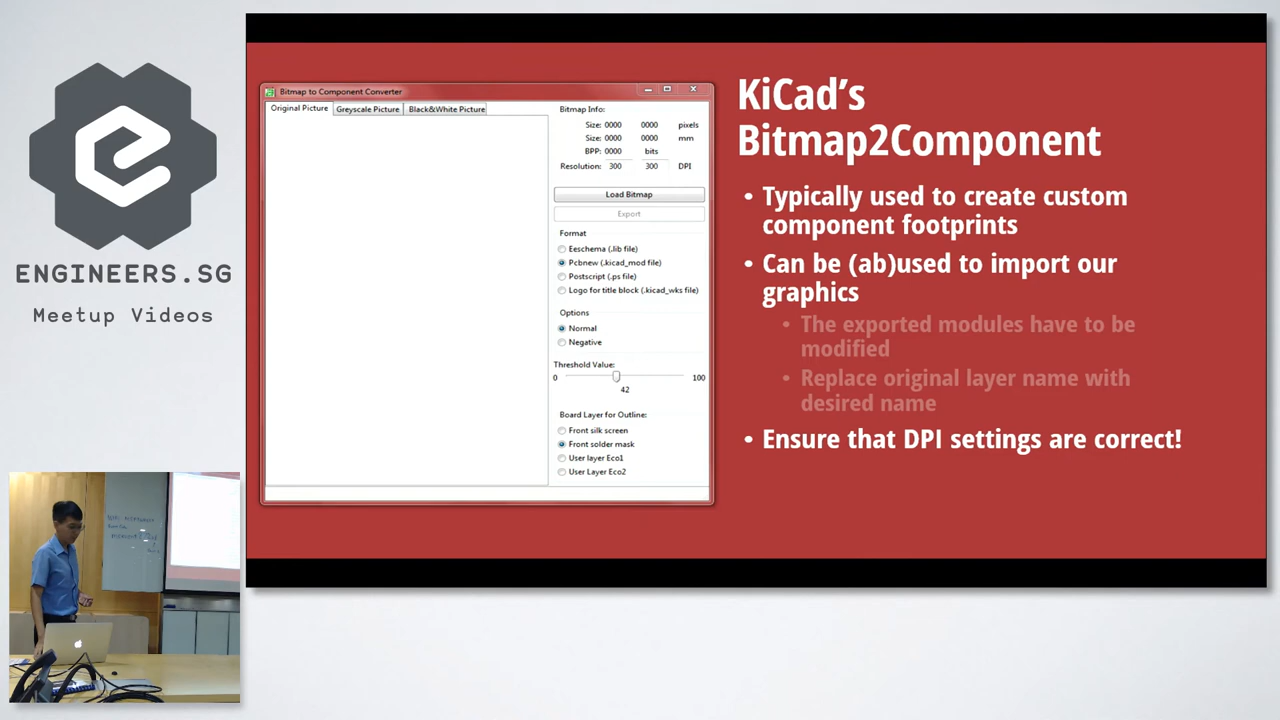 ENGINEERS.SG
Meetup Videos
Bitmap to Component Converter
Original Picture
Greyscale Picture
Black&White Picture
Bitmap Info:
Size: 0000 0000 pixels
Size: 0000 0000 mm
BPP: 0000 bits
Resolution: 300 300 DPI
Load Bitmap
Export
Format
Eeschema (.lib file)
Pcbnew (.kicad_mod file)
Postscript (.ps file)
Logo for title block (.kicad_wks file)
Options
Normal
Negative
Threshold Value:
0 100
42
Board Layer for Outline:
Front silk screen
Front solder mask
User layer Eco1
User Layer Eco2
KiCad's
Bitmap2Component
• Typically used to create custom
component footprints
• Can be (ab)used to import our
graphics
• The exported modules have to be
modified
• Replace original layer name with
desired name
• Ensure that DPI settings are correct!